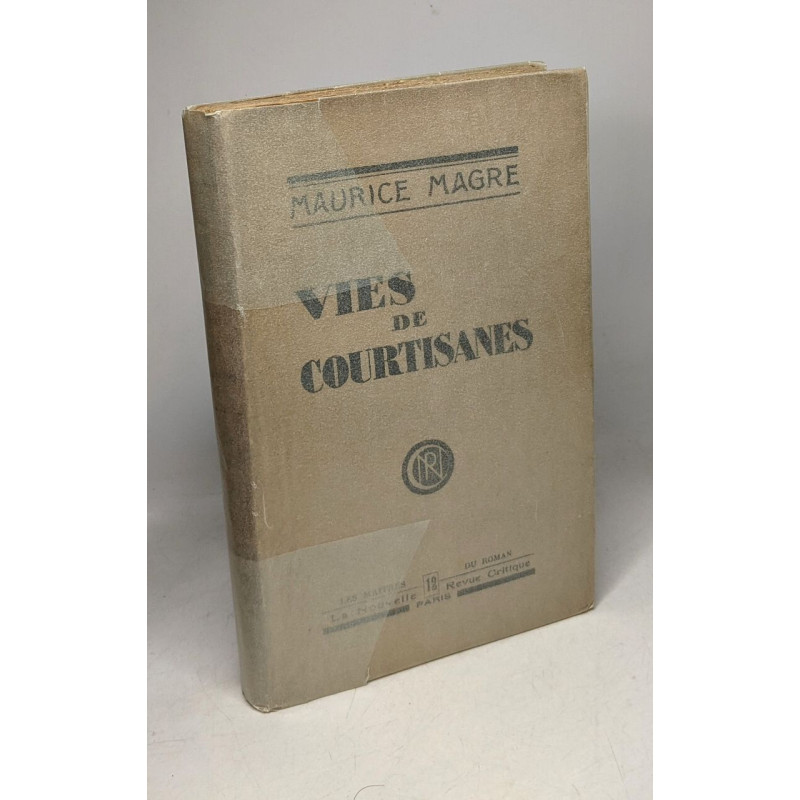 MAURICE MAGRE
VIES
DE
COURTISANES
NRC
LES MAITRES 12 DU ROMAN
La Nouvelle Revue Critique
PARIS